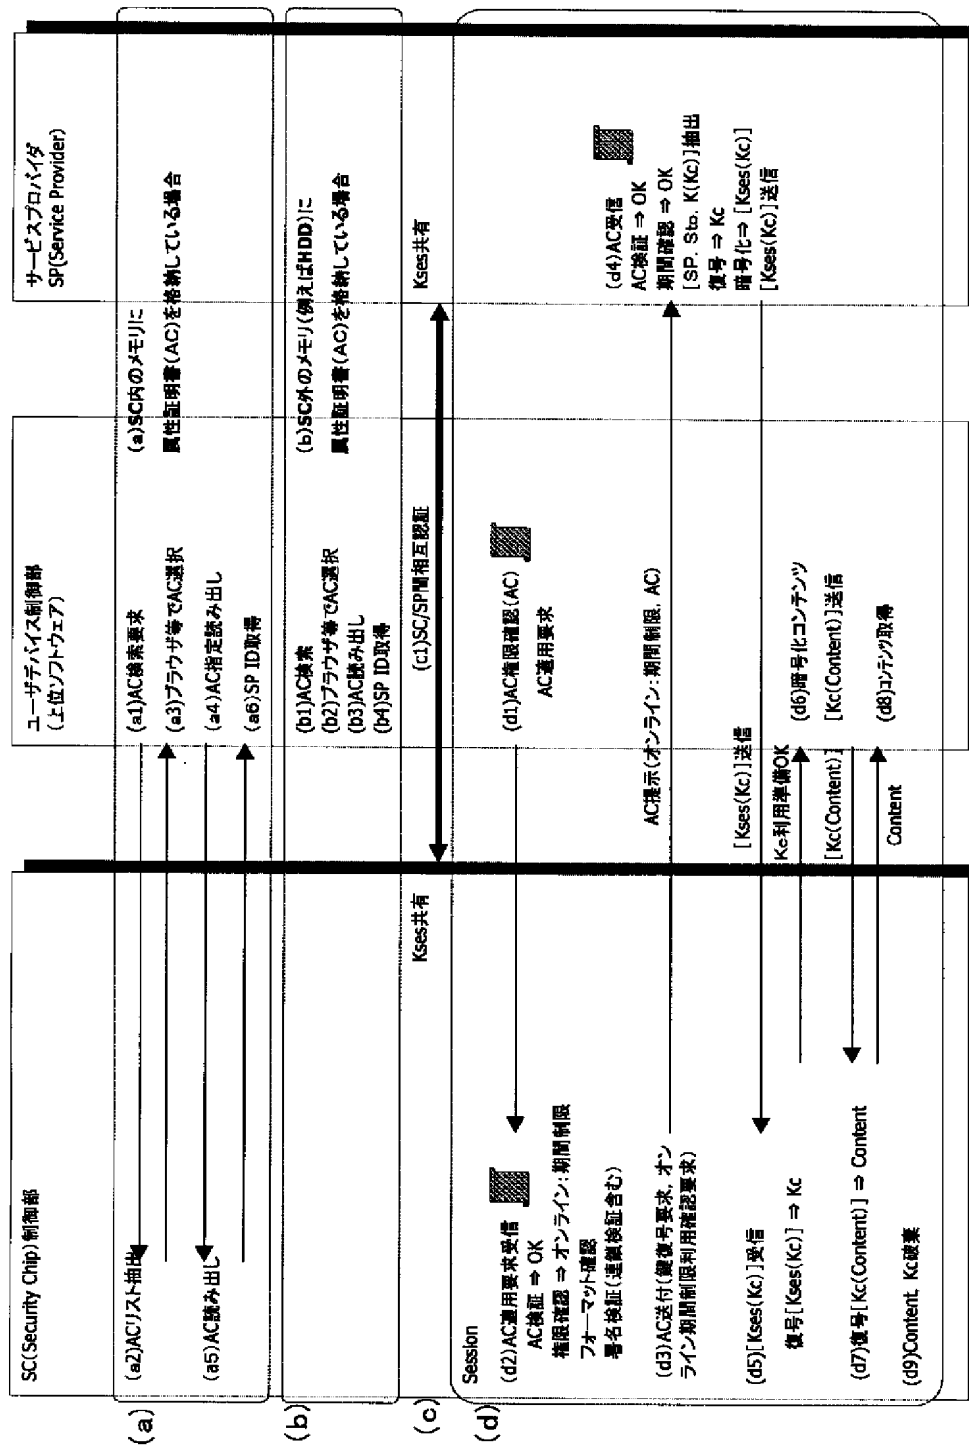 SC(Security Chip)制御部
ユーザデバイス制御部
(上位ソフトウェア)
サービスプロバイダ
SP(Service Provider)
(a)
(a1)AC検索要求
(a2)ACリスト抽出
(a3)ブラウザ等でAC選択
(a4)AC指定読み出し
(a5)AC読み出し
(a6)SP ID取得
(a)SC内のメモリに
属性証明書(AC)を格納している場合
(b)
(b1)AC検索
(b2)ブラウザ等でAC選択
(b3)AC読み出し
(b4)SP ID取得
(b)SC外のメモリ(例えばHDD)に
属性証明書(AC)を格納している場合
(c)
Kses共有
(c1)SC/SP間相互認証
Kses共有
(d)
Session
(d1)AC権限確認(AC)
AC適用要求
(d2)AC適用要求受信
AC検証 ⇒ OK
権限確認 ⇒ オンライン:期間制限
フォーマット確認
署名検証(連鎖検証含む)
(d3)AC送付(鍵復号要求, オン
ライン期間制限利用確認要求)
AC提示(オンライン:期間制限, AC)
(d4)AC受信
AC検証 ⇒ OK
期間確認 ⇒ OK
[SP. Sto. K(Kc)]抽出
復号 ⇒ Kc
暗号化⇒ [Kses(Kc)]
[Kses(Kc)]送信
[Kses(Kc)]送信
(d5)[Kses(Kc)]受信
復号[Kses(Kc)] ⇒ Kc
Kc利用準備OK
(d6)暗号化コンテンツ
[Kc(Content)]送信
[Kc(Content)]
(d7)復号[Kc(Content)] ⇒ Content
Content
(d8)コンテンツ取得
(d9)Content, Kc破棄